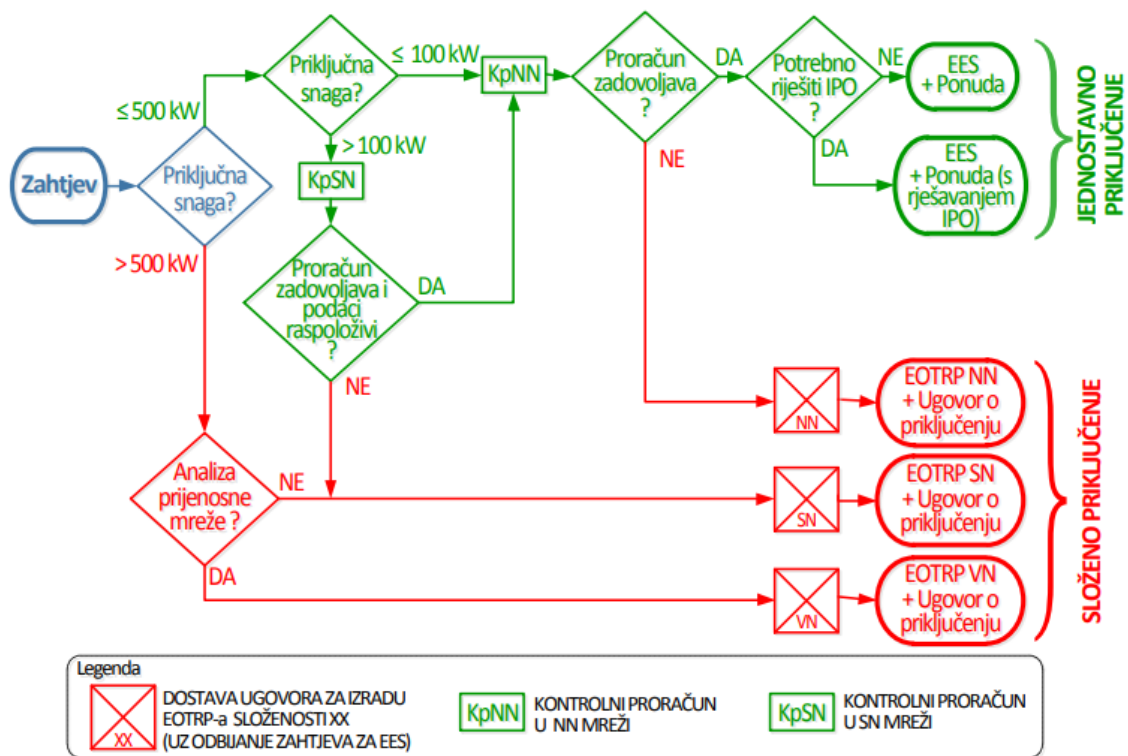 Zahtjev
Priključna
snaga?
≤ 500 kW
> 500 kW
Priključna
snaga?
≤ 100 kW
> 100 kW
KpSN
KpNN
Proračun
zadovoljava i
podaci
raspoloživi
?
DA
NE
Proračun
zadovoljava
?
DA
NE
Potrebno
riješiti IPO
?
NE
DA
EES
+ Ponuda
EES
+ Ponuda (s
rješavanjem
IPO)
JEDNOSTAVNO
PRIKLJUČENJE
Analiza
prijenosne
mreže ?
NE
DA
NN
EOTRP NN
+ Ugovor o
priključenju
SN
EOTRP SN
+ Ugovor o
priključenju
VN
EOTRP VN
+ Ugovor o
priključenju
SLOŽENO PRIKLJUČENJE
Legenda
XX
DOSTAVA UGOVORA ZA IZRADU
EOTRP-a SLOŽENOSTI XX
(UZ ODBIJANJE ZAHTJEVA ZA EES)
KpNN
KONTROLNI PRORAČUN
U NN MREŽI
KpSN
KONTROLNI PRORAČUN
U SN MREŽI